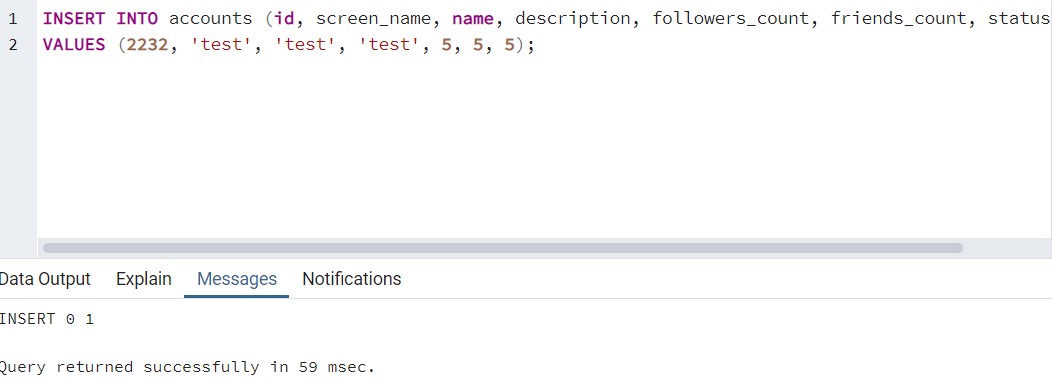 1 INSERT INTO accounts (id, screen_name, name, description, followers_count, friends_count, status
2 VALUES (2232, 'test', 'test', 'test', 5, 5, 5);
Data Output Explain Messages Notifications
INSERT 0 1
Query returned successfully in 59 msec.